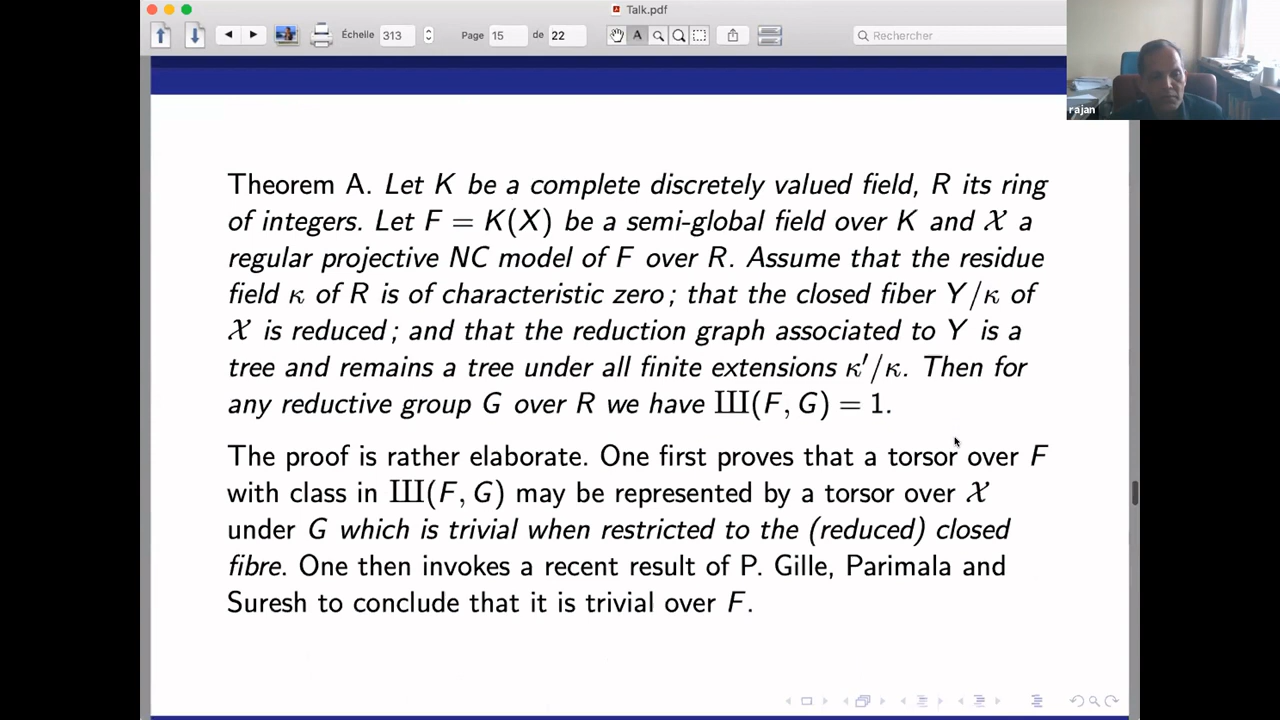 Talk.pdf
Échelle 313 Page 15 de 22 Rechercher
rajan
Theorem A. Let K be a complete discretely valued field, R its ring
of integers. Let F = K(X) be a semi-global field over K and 𝒳 a
regular projective NC model of F over R. Assume that the residue
field κ of R is of characteristic zero ; that the closed fiber Y/κ of
𝒳 is reduced ; and that the reduction graph associated to Y is a
tree and remains a tree under all finite extensions κ′/κ. Then for
any reductive group G over R we have Ш(F, G) = 1.
The proof is rather elaborate. One first proves that a torsor over F
with class in Ш(F, G) may be represented by a torsor over 𝒳
under G which is trivial when restricted to the (reduced) closed
fibre. One then invokes a recent result of P. Gille, Parimala and
Suresh to conclude that it is trivial over F.